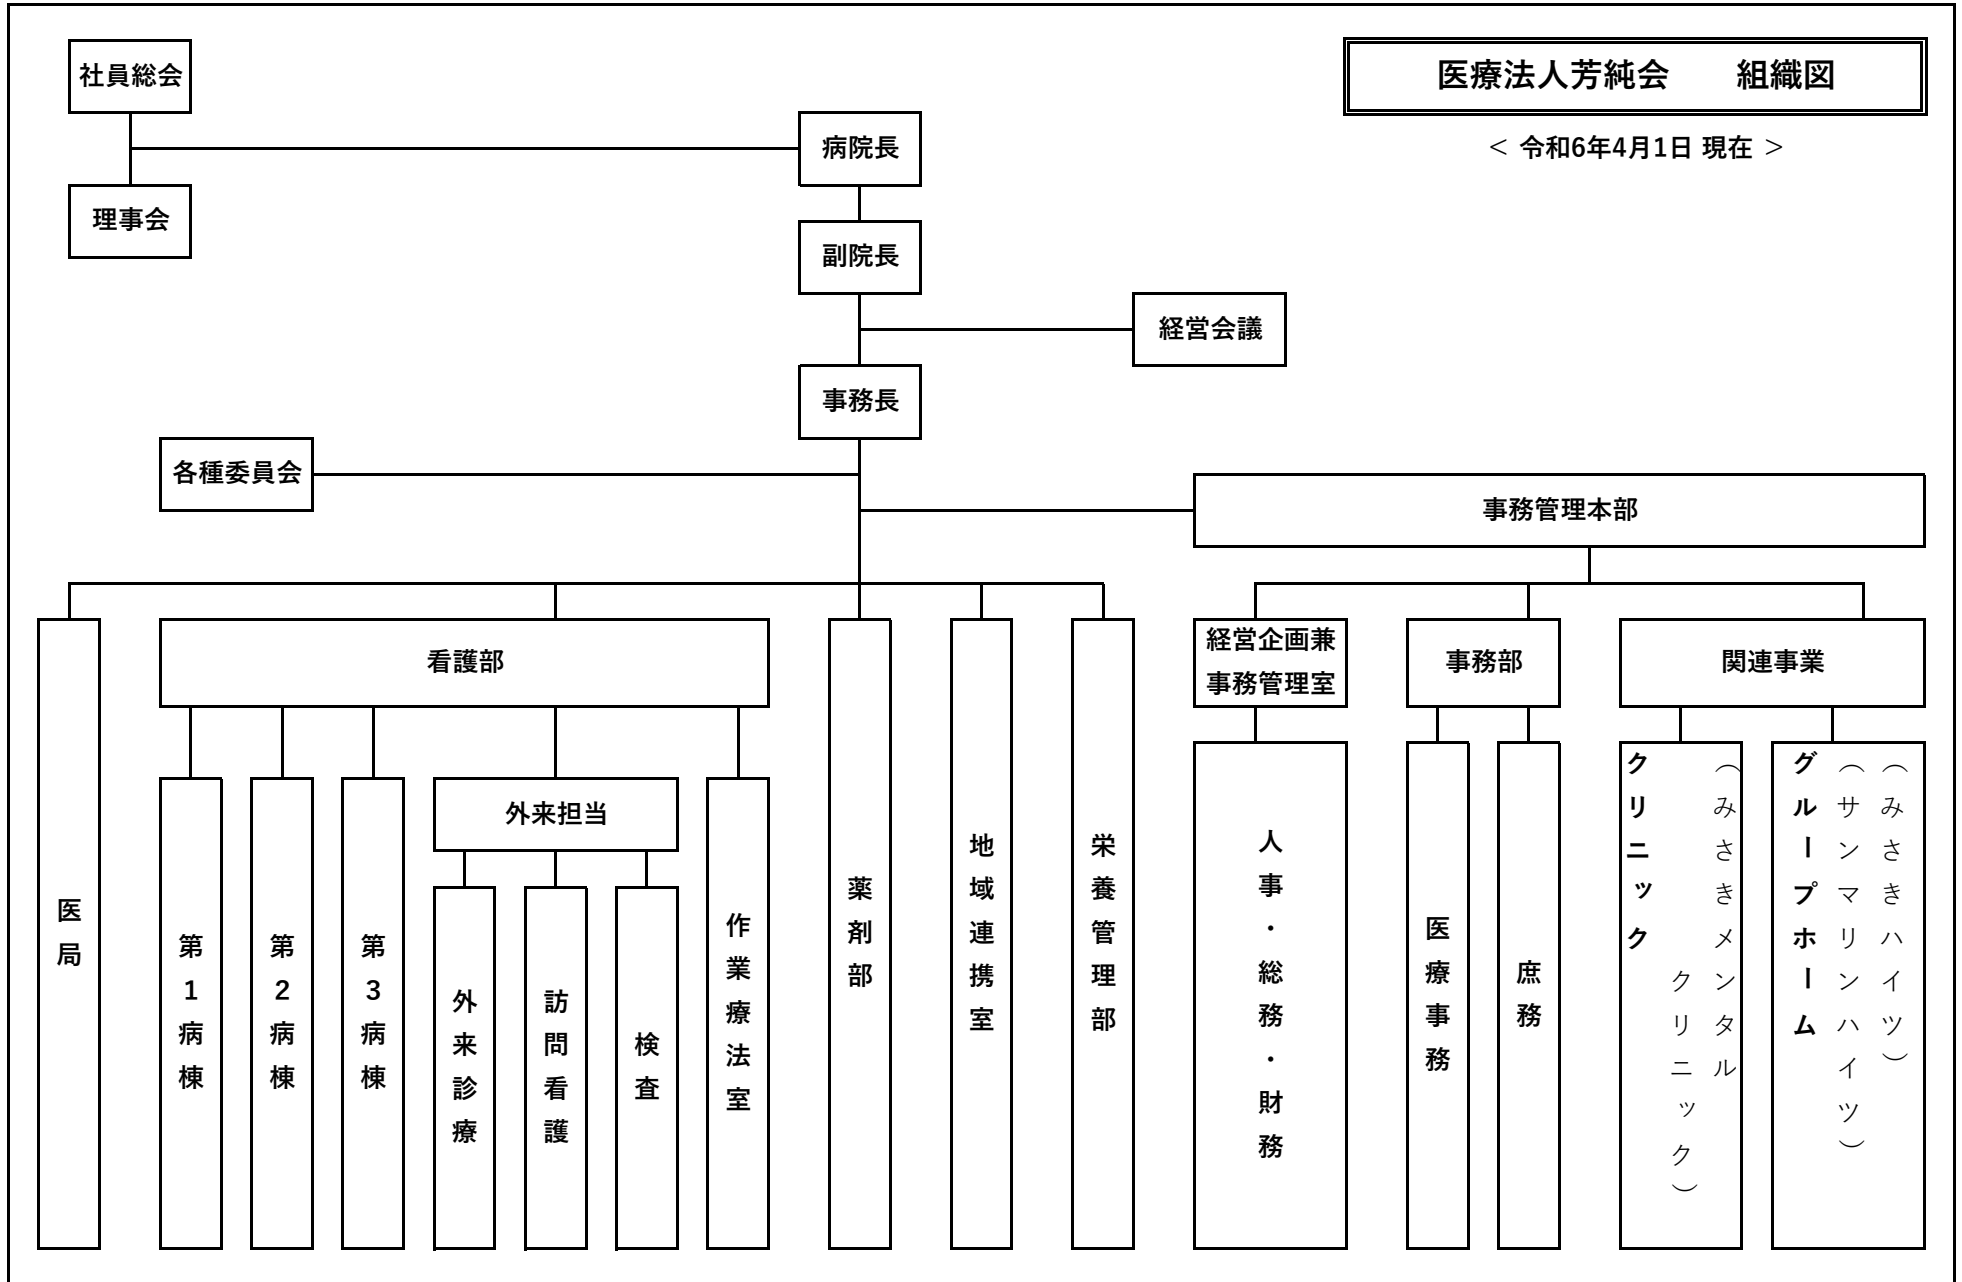 社員総会
医療法人芳純会　　組織図
病院長
＜ 令和6年4月1日 現在 ＞
理事会
副院長
経営会議
事務長
各種委員会
事務管理本部
医局
看護部
第1病棟
第2病棟
第3病棟
外来担当
外来診療
訪問看護
検査
作業療法室
薬剤部
地域連携室
栄養管理部
経営企画兼
事務管理室
人事・総務・財務
事務部
医療事務
庶務
関連事業
（みさきメンタル
クリニック）
クリニック
（みさきハイツ）
（サンマリンハイツ）
グループホーム